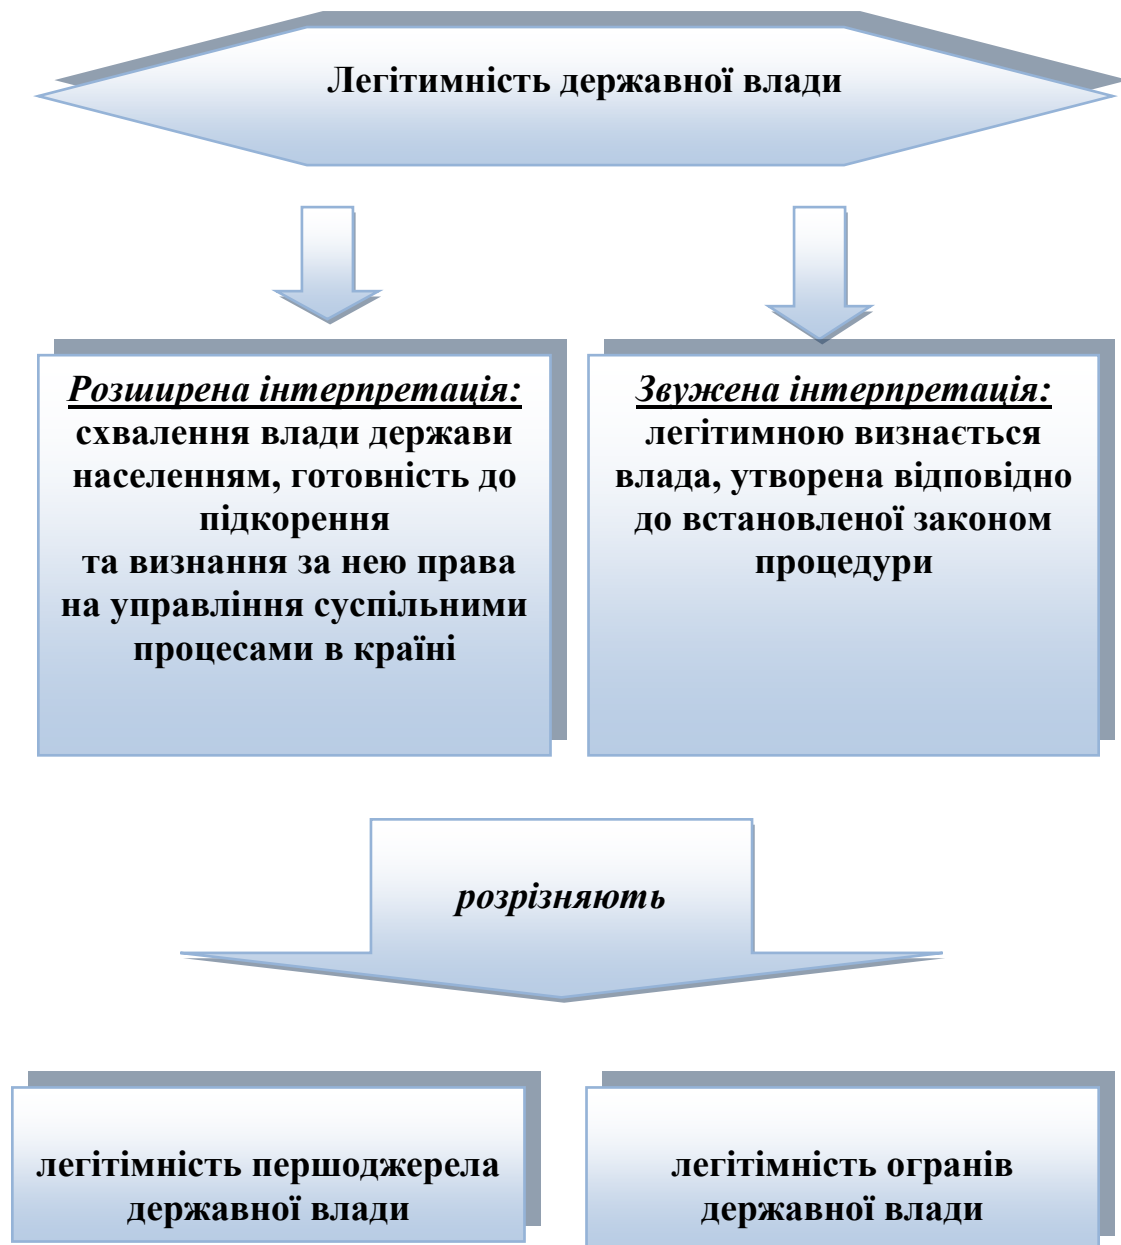 Легітимність державної влади
Розширена інтерпретація:
схвалення влади держави
населенням, готовність до
підкорення
та визнання за нею права
на управління суспільними
процесами в країні
Звужена інтерпретація:
легітимною визнається
влада, утворена відповідно
до встановленої законом
процедури
розрізняють
легітімність першоджерела
державної влади
легітімність огранів
державної влади